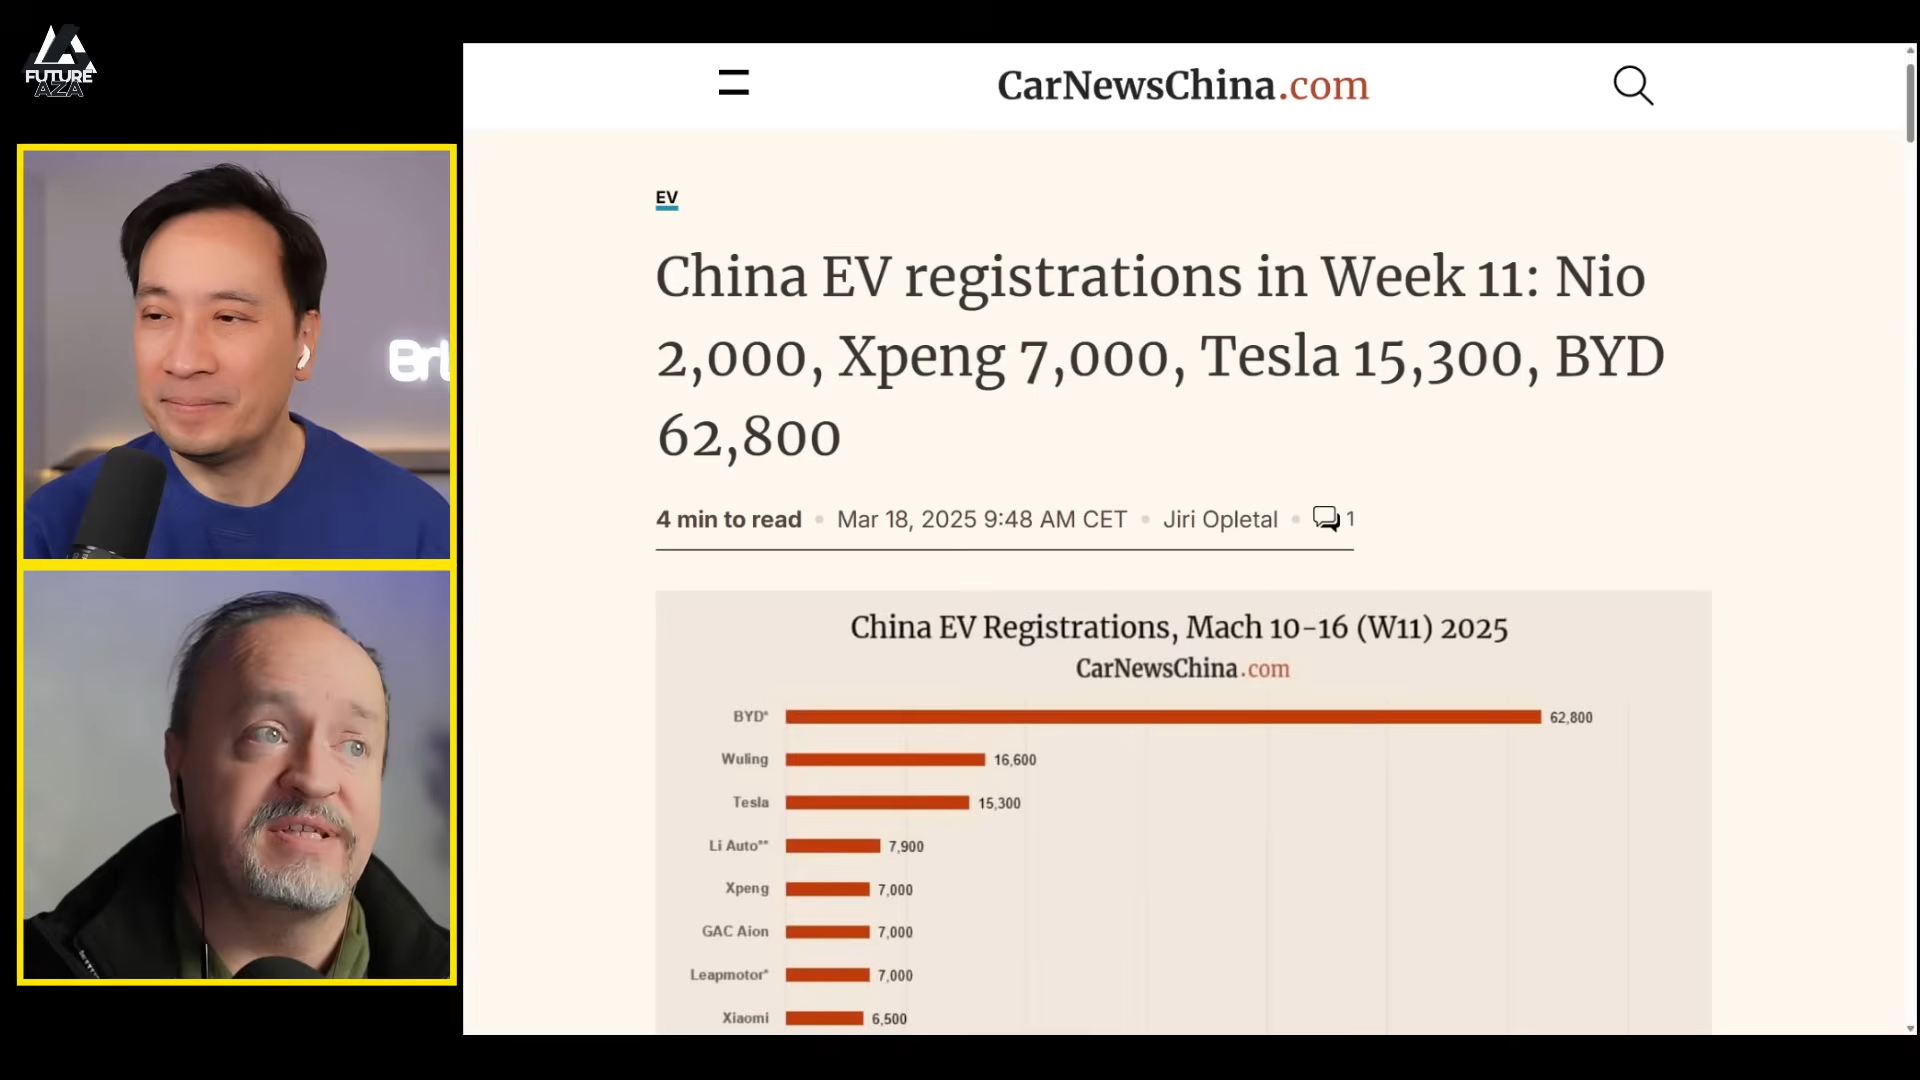 FUTURE
AZA
CarNewsChina.com
EV
China EV registrations in Week 11: Nio
2,000, Xpeng 7,000, Tesla 15,300, BYD
62,800
4 min to read • Mar 18, 2025 9:48 AM CET • Jiri Opletal • 1
China EV Registrations, Mach 10-16 (W11) 2025
CarNewsChina.com
BYD* 62,800
Wuling 16,600
Tesla 15,300
Li Auto** 7,900
Xpeng 7,000
GAC Aion 7,000
Leapmotor* 7,000
Xiaomi 6,500